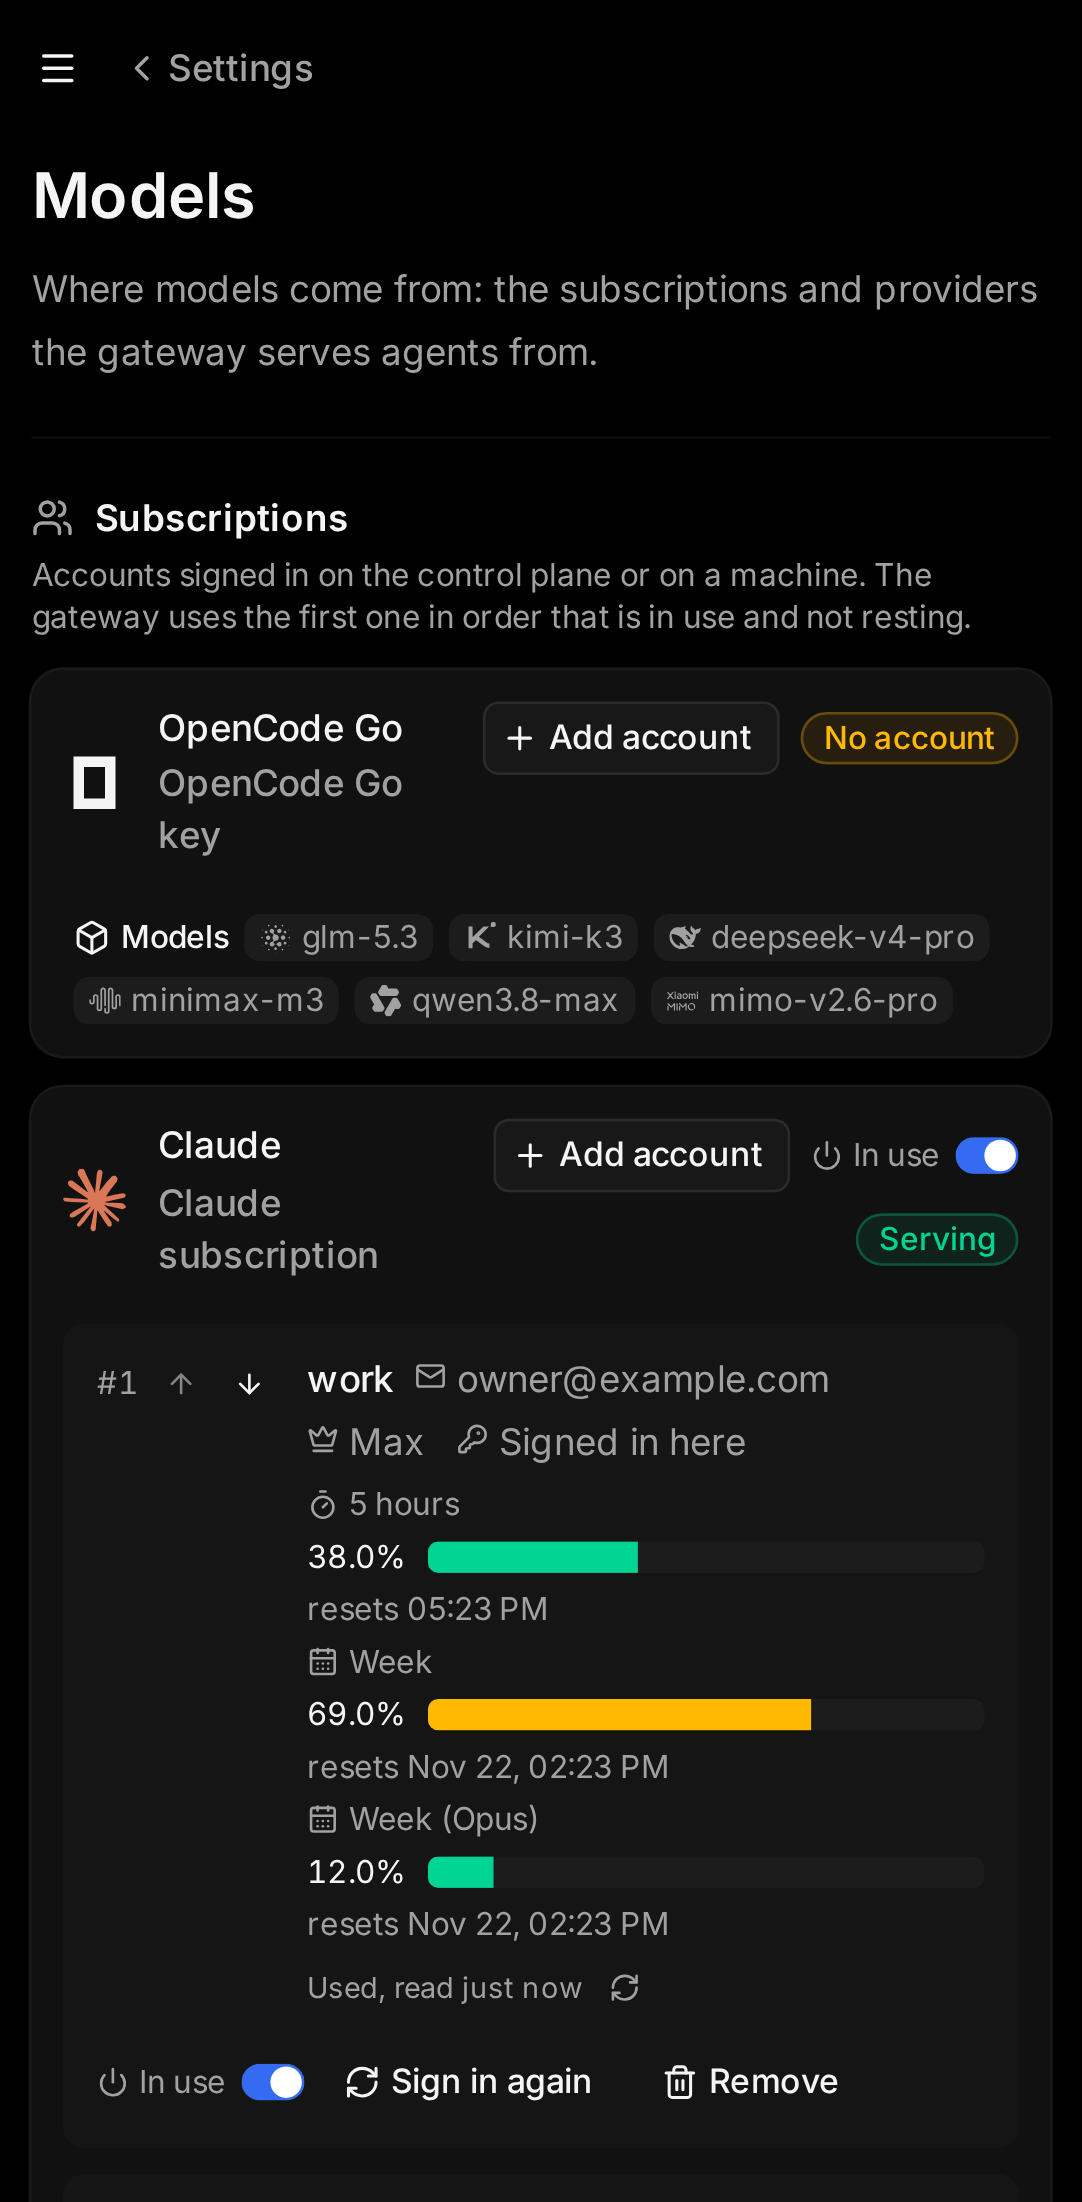 Settings
Models
Where models come from: the subscriptions and providers
the gateway serves agents from.
Subscriptions
Accounts signed in on the control plane or on a machine. The
gateway uses the first one in order that is in use and not resting.
OpenCode Go
OpenCode Go
key
Add account
No account
Models glm-5.3 kimi-k3 deepseek-v4-pro
minimax-m3 qwen3.8-max Xiaomi MIMO mimo-v2.6-pro
Claude
Claude
subscription
Add account
In use
Serving
#1 work owner@example.com
Max Signed in here
5 hours
38.0%
resets 05:23 PM
Week
69.0%
resets Nov 22, 02:23 PM
Week (Opus)
12.0%
resets Nov 22, 02:23 PM
Used, read just now
In use Sign in again Remove